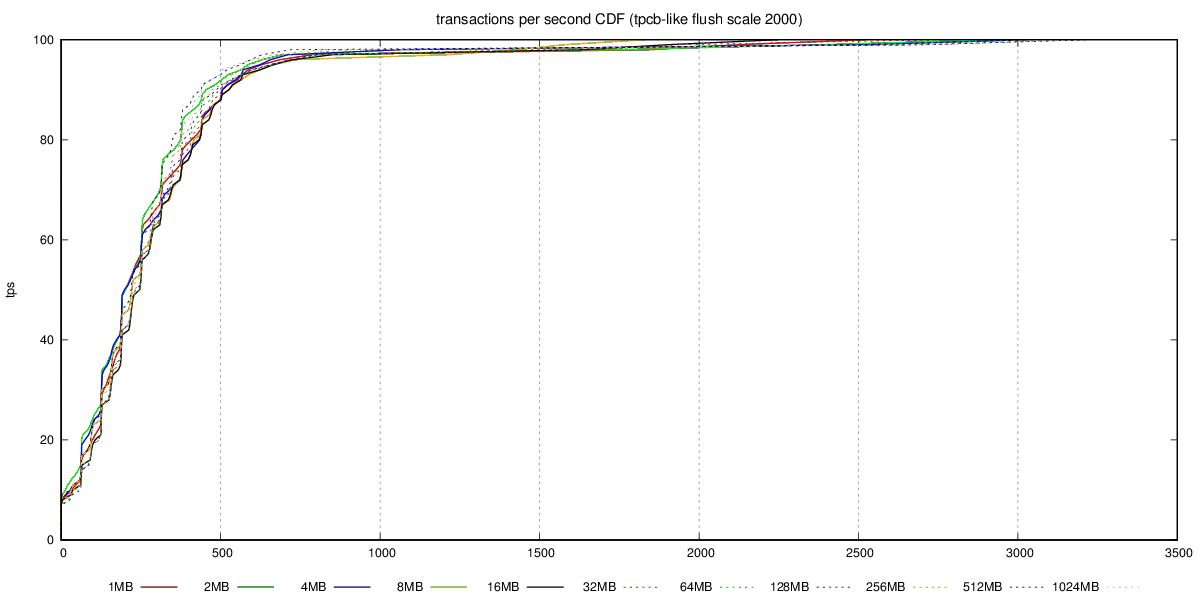 transactions per second CDF (tpcb-like flush scale 2000)
100
80
60
40
20
0
tps
0 500 1000 1500 2000 2500 3000 3500
1MB 2MB 4MB 8MB 16MB 32MB 64MB 128MB 256MB 512MB 1024MB